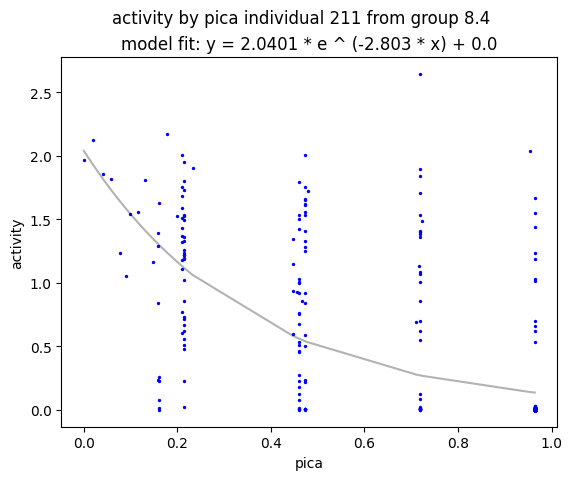 activity by pica individual 211 from group 8.4
model fit: y = 2.0401 * e ^ (-2.803 * x) + 0.0
2.5
2.0
1.5
1.0
0.5
0.0
activity
0.0 0.2 0.4 0.6 0.8 1.0
pica